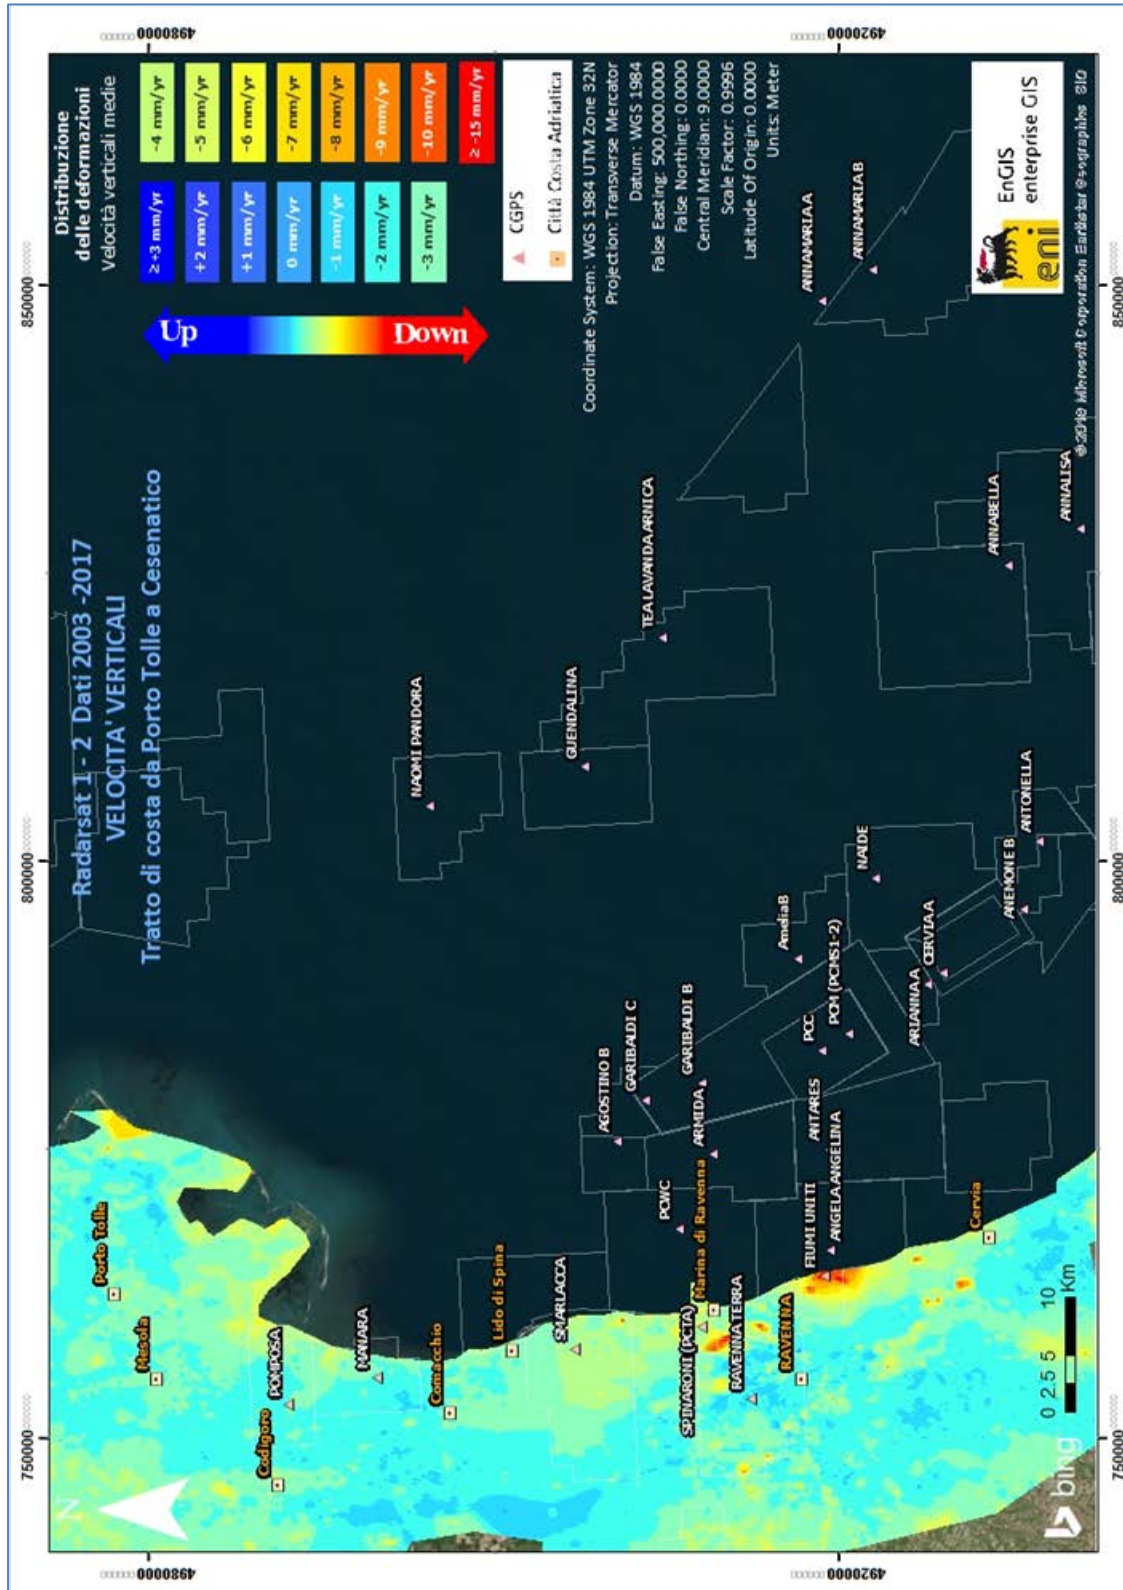 Radarsat 1 - 2 Dati 2003 -2017
VELOCITA' VERTICALI
Tratto di costa da Porto Tolle a Cesenatico
Distribuzione
delle deformazioni
Velocità verticali medie
Up
Down
≥+3 mm/yr
+2 mm/yr
+1 mm/yr
0 mm/yr
-1 mm/yr
-2 mm/yr
-3 mm/yr
-4 mm/yr
-5 mm/yr
-6 mm/yr
-7 mm/yr
-8 mm/yr
-9 mm/yr
-10 mm/yr
≥ -15 mm/yr
CGPS
Città Costa Adriatica
Coordinate System: WGS 1984 UTM Zone 32N
Projection: Transverse Mercator
Datum: WGS 1984
False Easting: 500,000.0000
False Northing: 0.0000
Central Meridian: 9.0000
Scale Factor: 0.9996
Latitude Of Origin: 0.0000
Units: Meter
750000
800000
850000
4980000
4980000
4920000
4920000
N
Porto Tolle
Mesola
Codigoro
POMPOSA
MANARA
Comacchio
Lido di Spina
SMARLACCA
NAOMI PANDORA
GUENDALINA
TEA LAVANDA ARNICA
AGOSTINO B
GARIBALDI C
GARIBALDI B
PCWC
ARMIDA
Marina di Ravenna
SPINARONI (PCTA)
RAVENNA TERRA
RAVENNA
FIUMI UNITI
ANTARES
ANGELA ANGELINA
PCC
PCM (PCMS1-2)
AmeliaB
NAIDE
ARIANNA A
CERVIA A
ANEMONE B
ANTONELLA
Cervia
ANNAMARIA A
ANNAMARIA B
ANNABELLA
ANNALISA
EnGIS
enterprise GIS
eni
bing
0 2.5 5 10
Km
750000
800000
850000